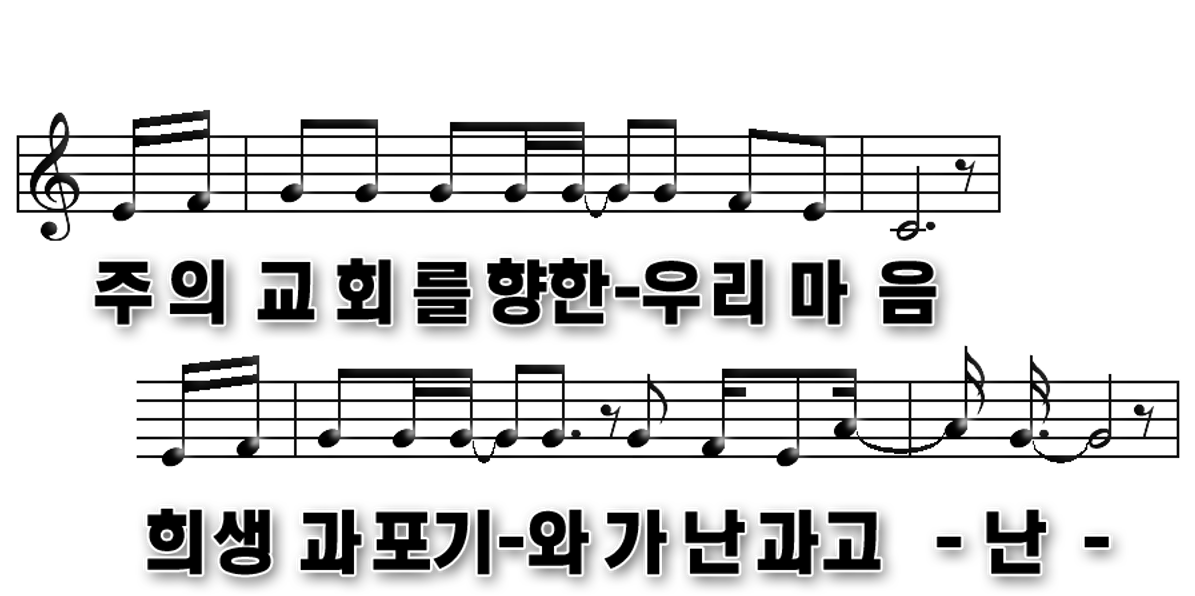 주 의 교 회 를 향한-우리 마 음
희생 과 포기-와 가 난 과고 - 난 -